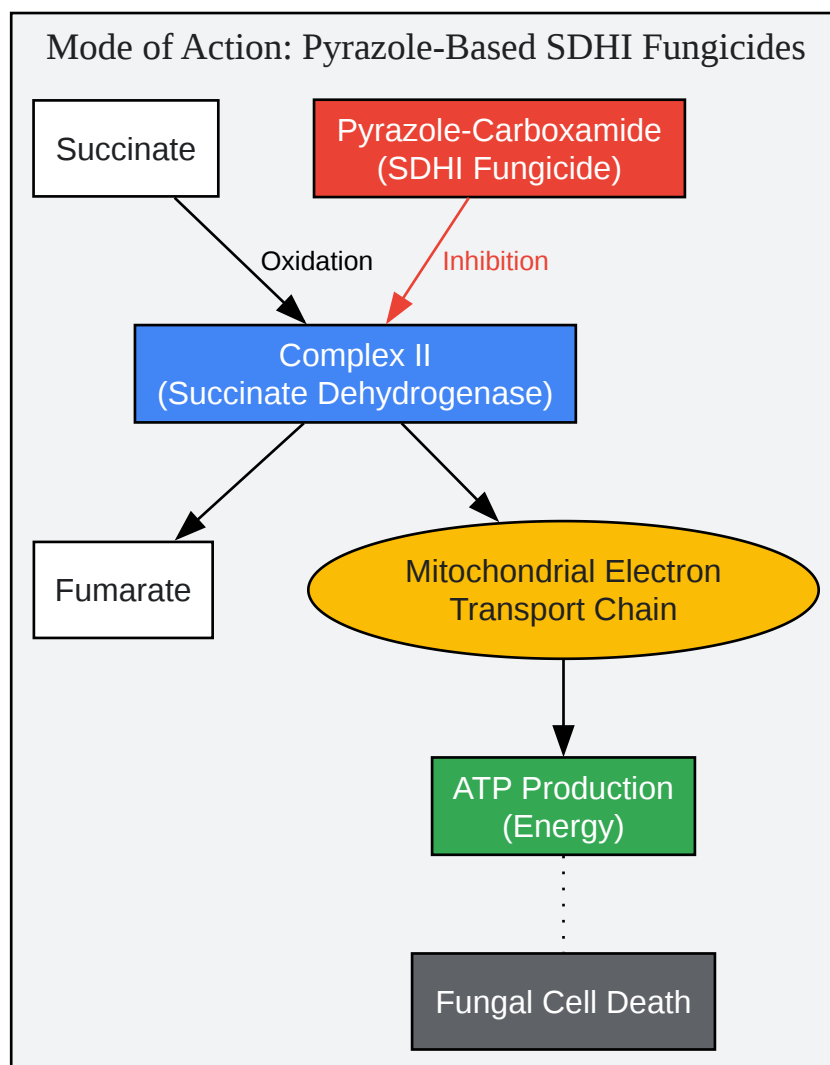 Mode of Action: Pyrazole-Based SDHI Fungicides
Succinate
Pyrazole-Carboxamide
(SDHI Fungicide)
Oxidation
Inhibition
Complex II
(Succinate Dehydrogenase)
Fumarate
Mitochondrial Electron
Transport Chain
ATP Production
(Energy)
Fungal Cell Death